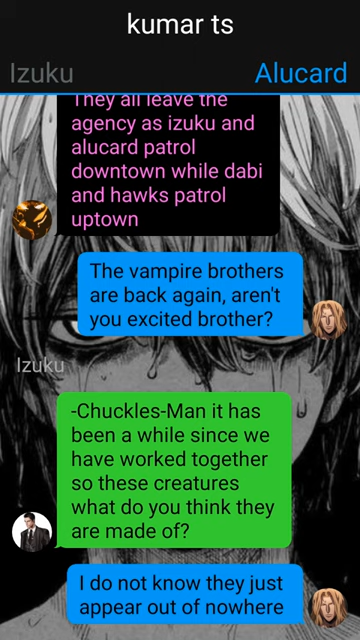 kumar ts
Izuku
Alucard
They all leave the
agency as izuku and
alucard patrol
downtown while dabi
and hawks patrol
uptown
The vampire brothers
are back again, aren't
you excited brother?
Izuku
-Chuckles-Man it has
been a while since we
have worked together
so these creatures
what do you think they
are made of?
I do not know they just
appear out of nowhere